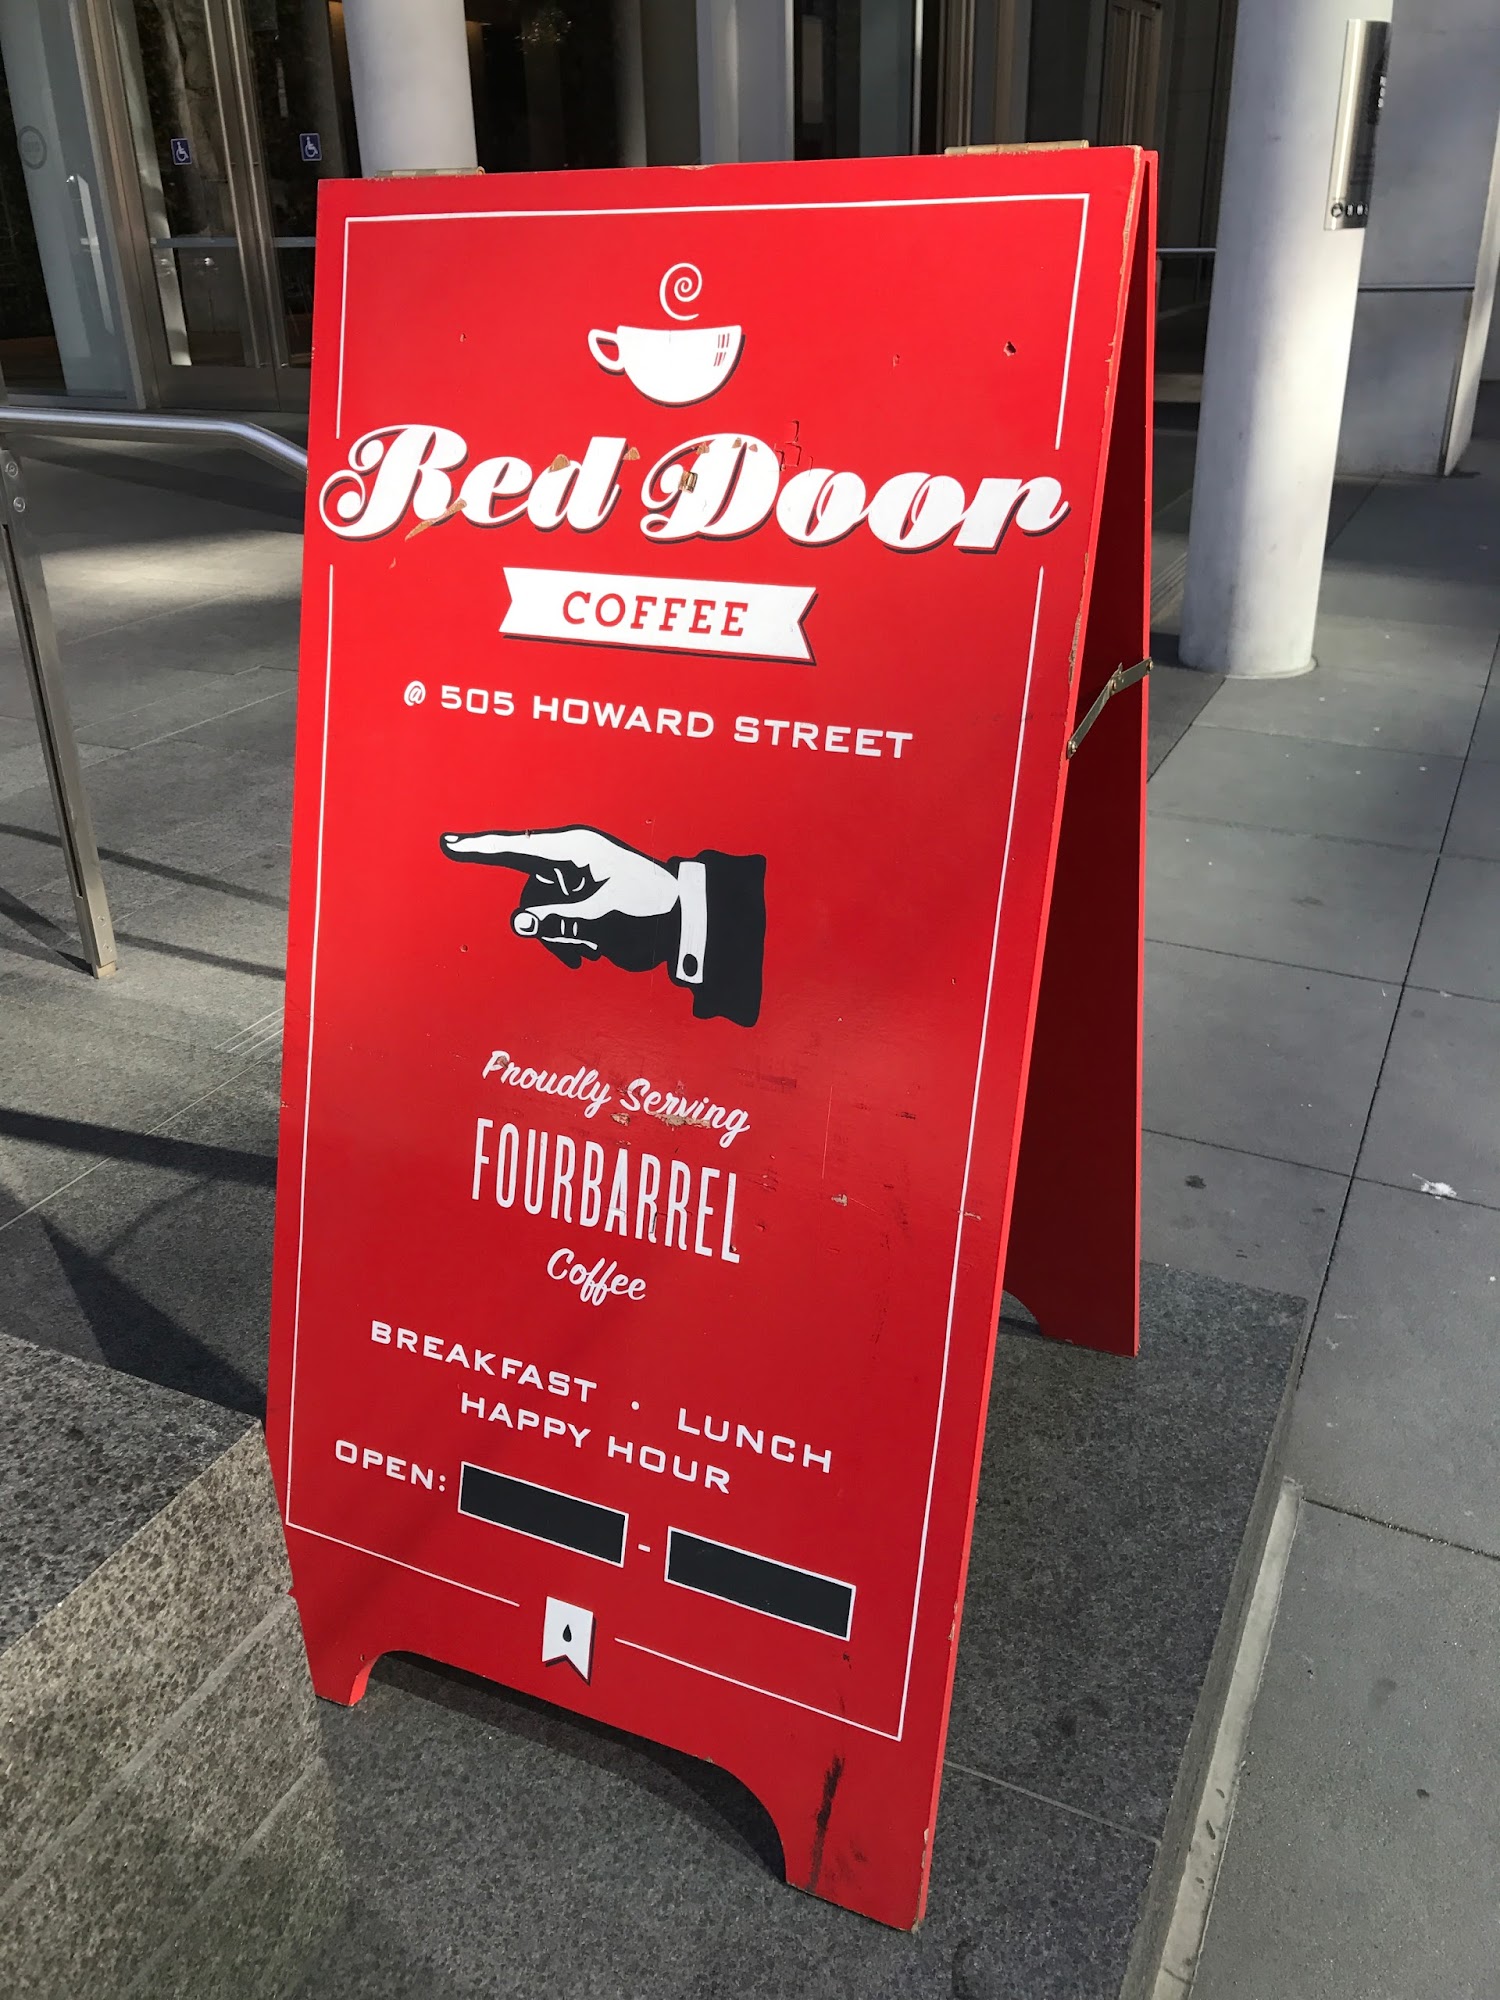 Red Door
COFFEE
@ 505 HOWARD STREET
Proudly Serving
FOURBARREL
Coffee
BREAKFAST . LUNCH
HAPPY HOUR
OPEN: -